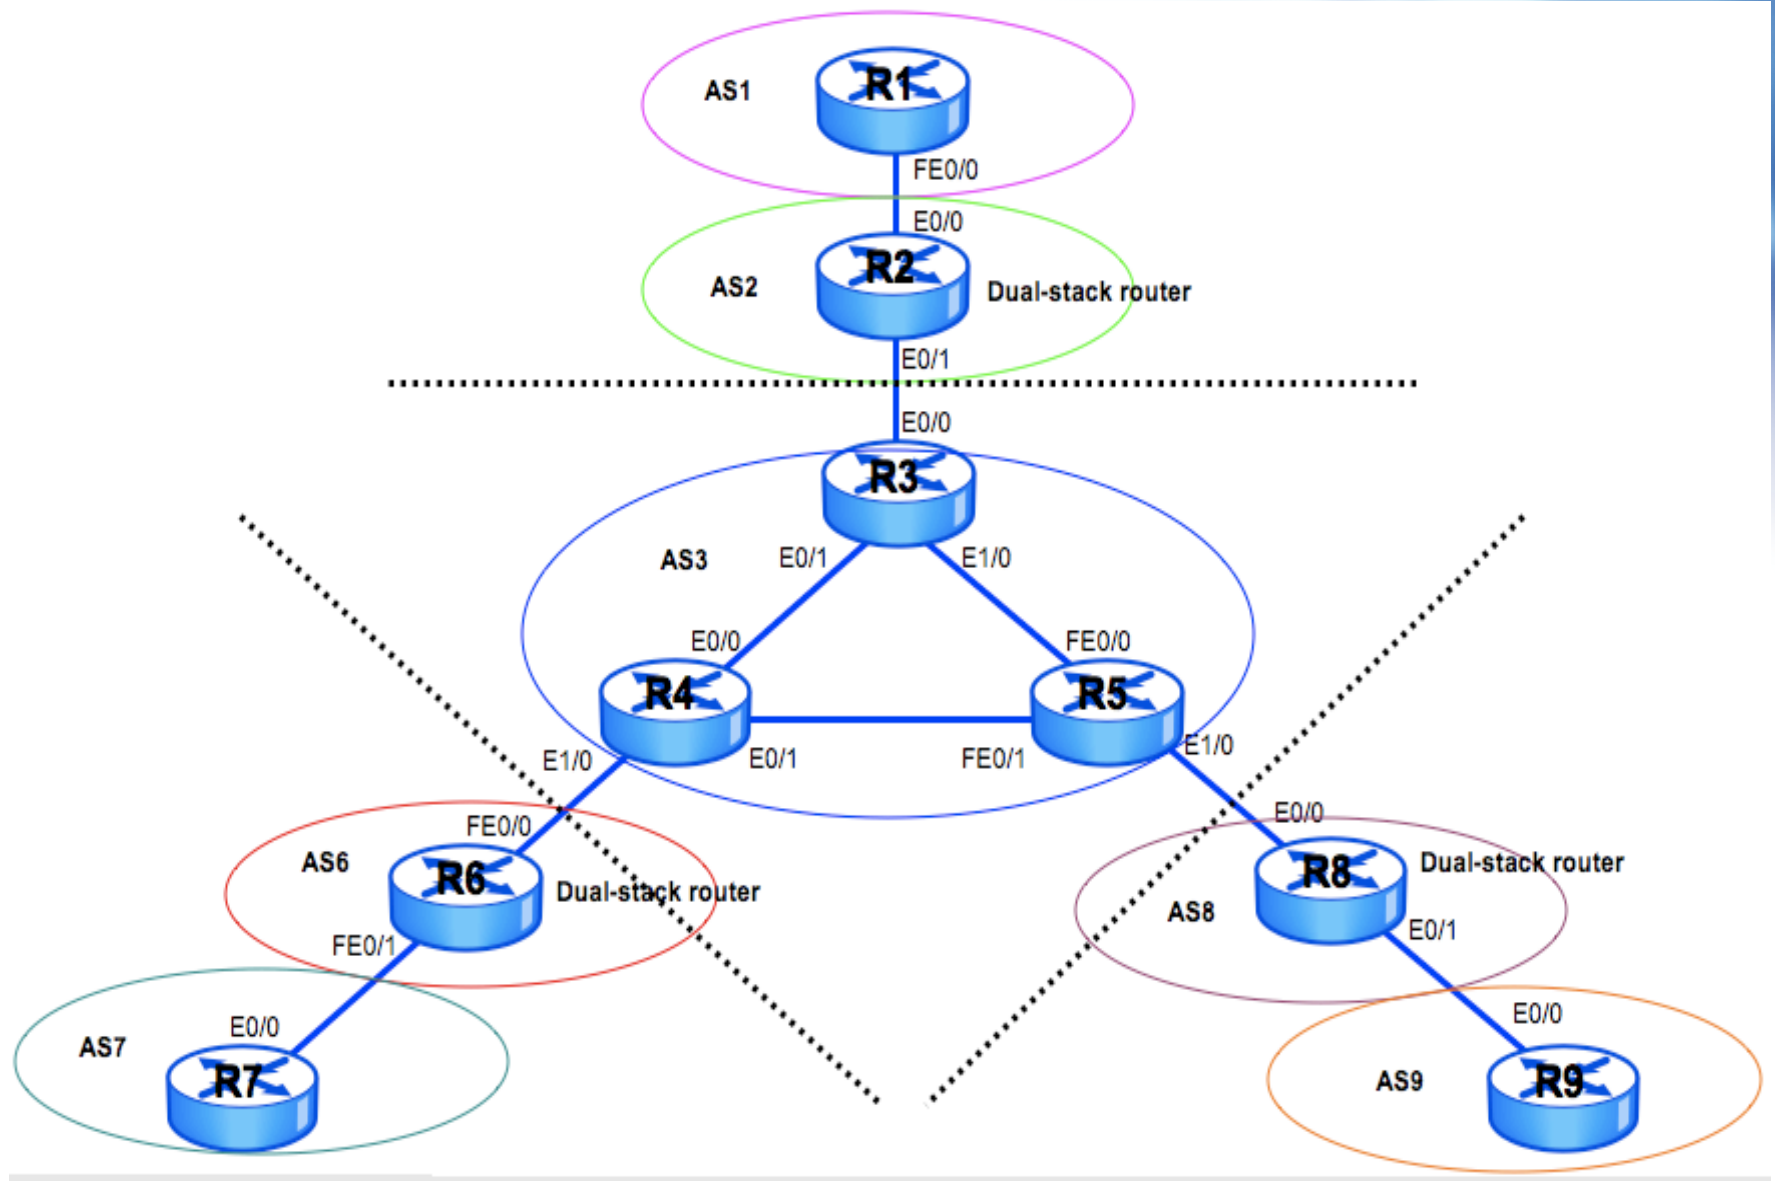 R1
AS1
FE0/0
E0/0
R2
AS2
Dual-stack router
E0/1
E0/0
R3
AS3
E0/1
E1/0
E0/0
FE0/0
R4
R5
E1/0
E0/1
FE0/1
E1/0
E0/0
FE0/0
AS6
R6
Dual-stack router
R8
Dual-stack router
AS8
E0/1
FE0/1
E0/0
E0/0
AS7
R7
AS9
R9